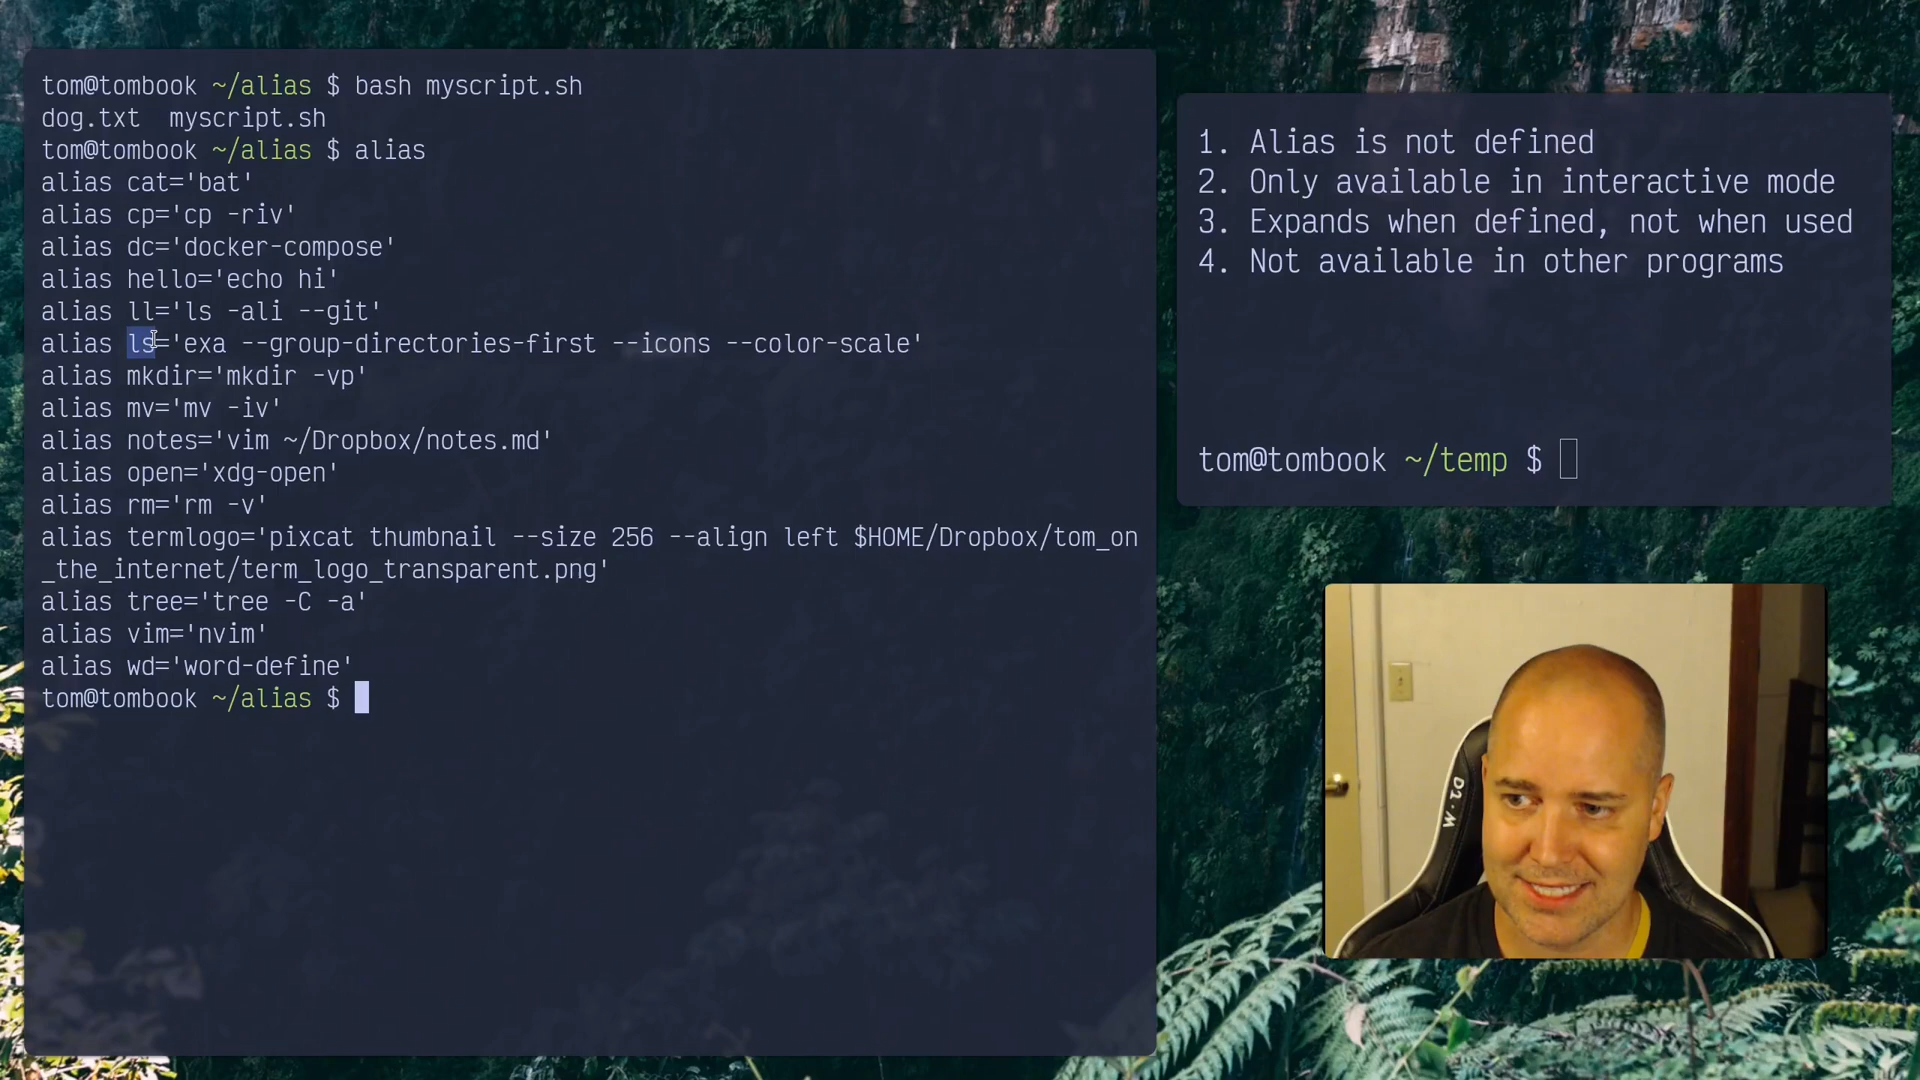 tom@tombook ~/alias $ bash myscript.sh
dog.txt  myscript.sh
tom@tombook ~/alias $ alias
alias cat='bat'
alias cp='cp -riv'
alias dc='docker-compose'
alias hello='echo hi'
alias ll='ls -ali --git'
alias ls='exa --group-directories-first --icons --color-scale'
alias mkdir='mkdir -vp'
alias mv='mv -iv'
alias notes='vim ~/Dropbox/notes.md'
alias open='xdg-open'
alias rm='rm -v'
alias termlogo='pixcat thumbnail --size 256 --align left $HOME/Dropbox/tom_on
_the_internet/term_logo_transparent.png'
alias tree='tree -C -a'
alias vim='nvim'
alias wd='word-define'
tom@tombook ~/alias $
1. Alias is not defined
2. Only available in interactive mode
3. Expands when defined, not when used
4. Not available in other programs
tom@tombook ~/temp $